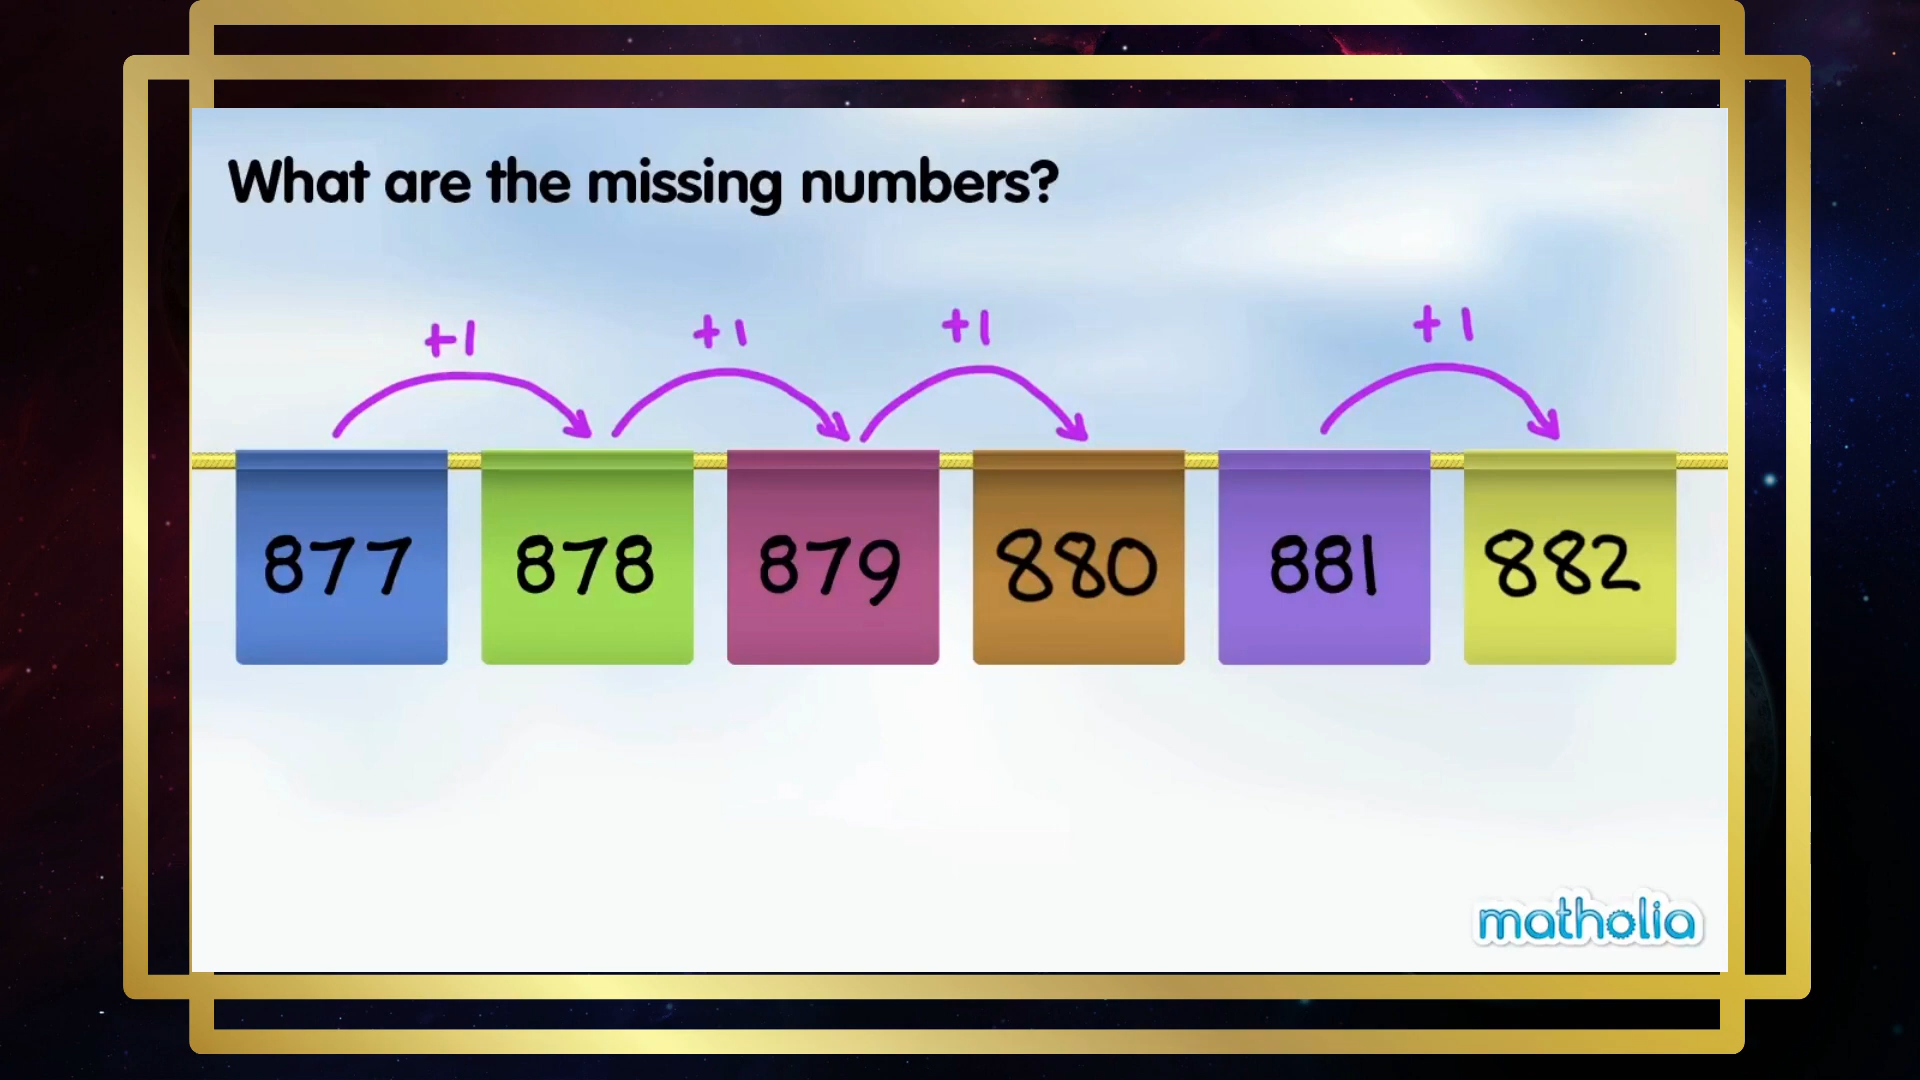 What are the missing numbers?
+1 +1 +1 +1
877 878 879 880 881 882
matholia